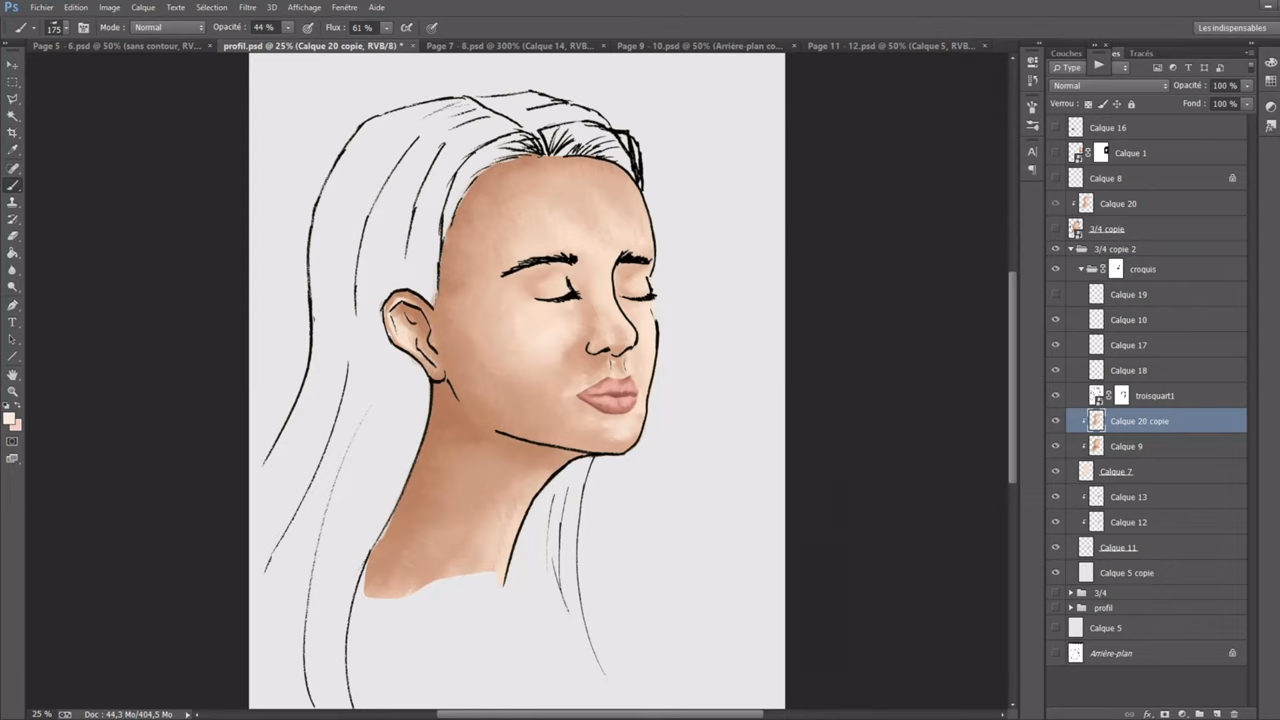 Ps Fichier Edition Image Calque Texte Sélection Filtre 3D Affichage Fenêtre Aide
175 Mode : Normal Opacité : 44 % Flux : 61 % Les indispensables
Page 5 - 6.psd @ 50% (sans contour, RV... × profil.psd @ 25% (Calque 20 copie, RVB/8) * × Page 7 - 8.psd @ 300% (Calque 14, RVB... × Page 9 - 10.psd @ 50% (Arrière-plan co... × Page 11 - 12.psd @ 50% (Calque 5, RVB... ×
Couches es Tracés
Type
Normal Opacité : 100 %
Verrou : Fond : 100 %
Calque 16
Calque 1
Calque 8
Calque 20
3/4 copie
3/4 copie 2
croquis
Calque 19
Calque 10
Calque 17
Calque 18
troisquart1
Calque 20 copie
Calque 9
Calque 7
Calque 13
Calque 12
Calque 11
Calque 5 copie
3/4
profil
Calque 5
Arrière-plan
25 % Doc : 44,3 Mo/404,5 Mo